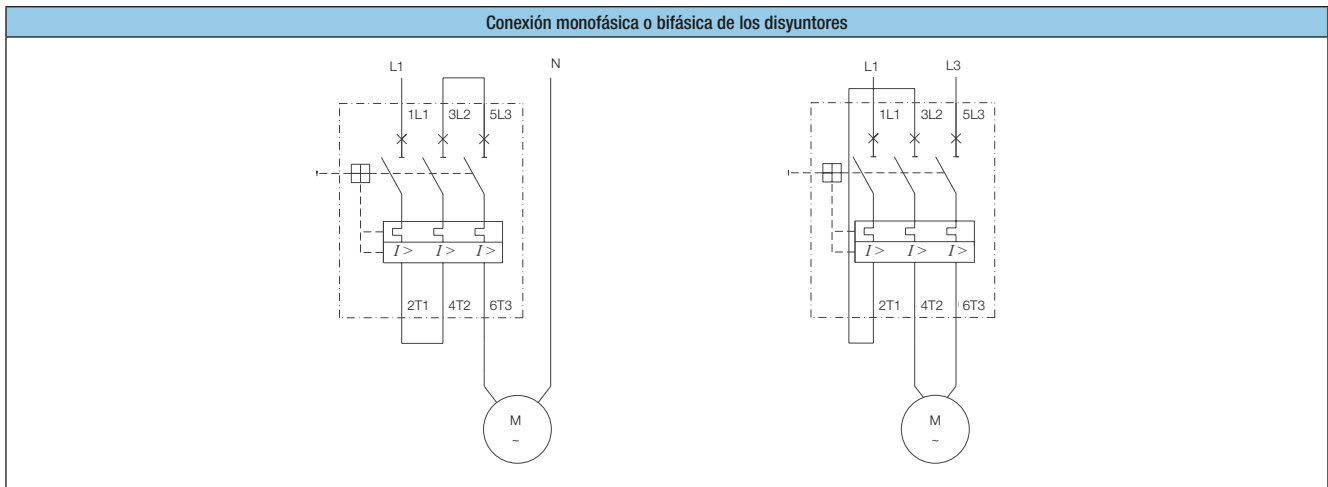 Conexión monofásica o bifásica de los disyuntores
L1 N
1L1 3L2 5L3
I> I> I>
2T1 4T2 6T3
M
~
L1 L3
1L1 3L2 5L3
I> I> I>
2T1 4T2 6T3
M
~